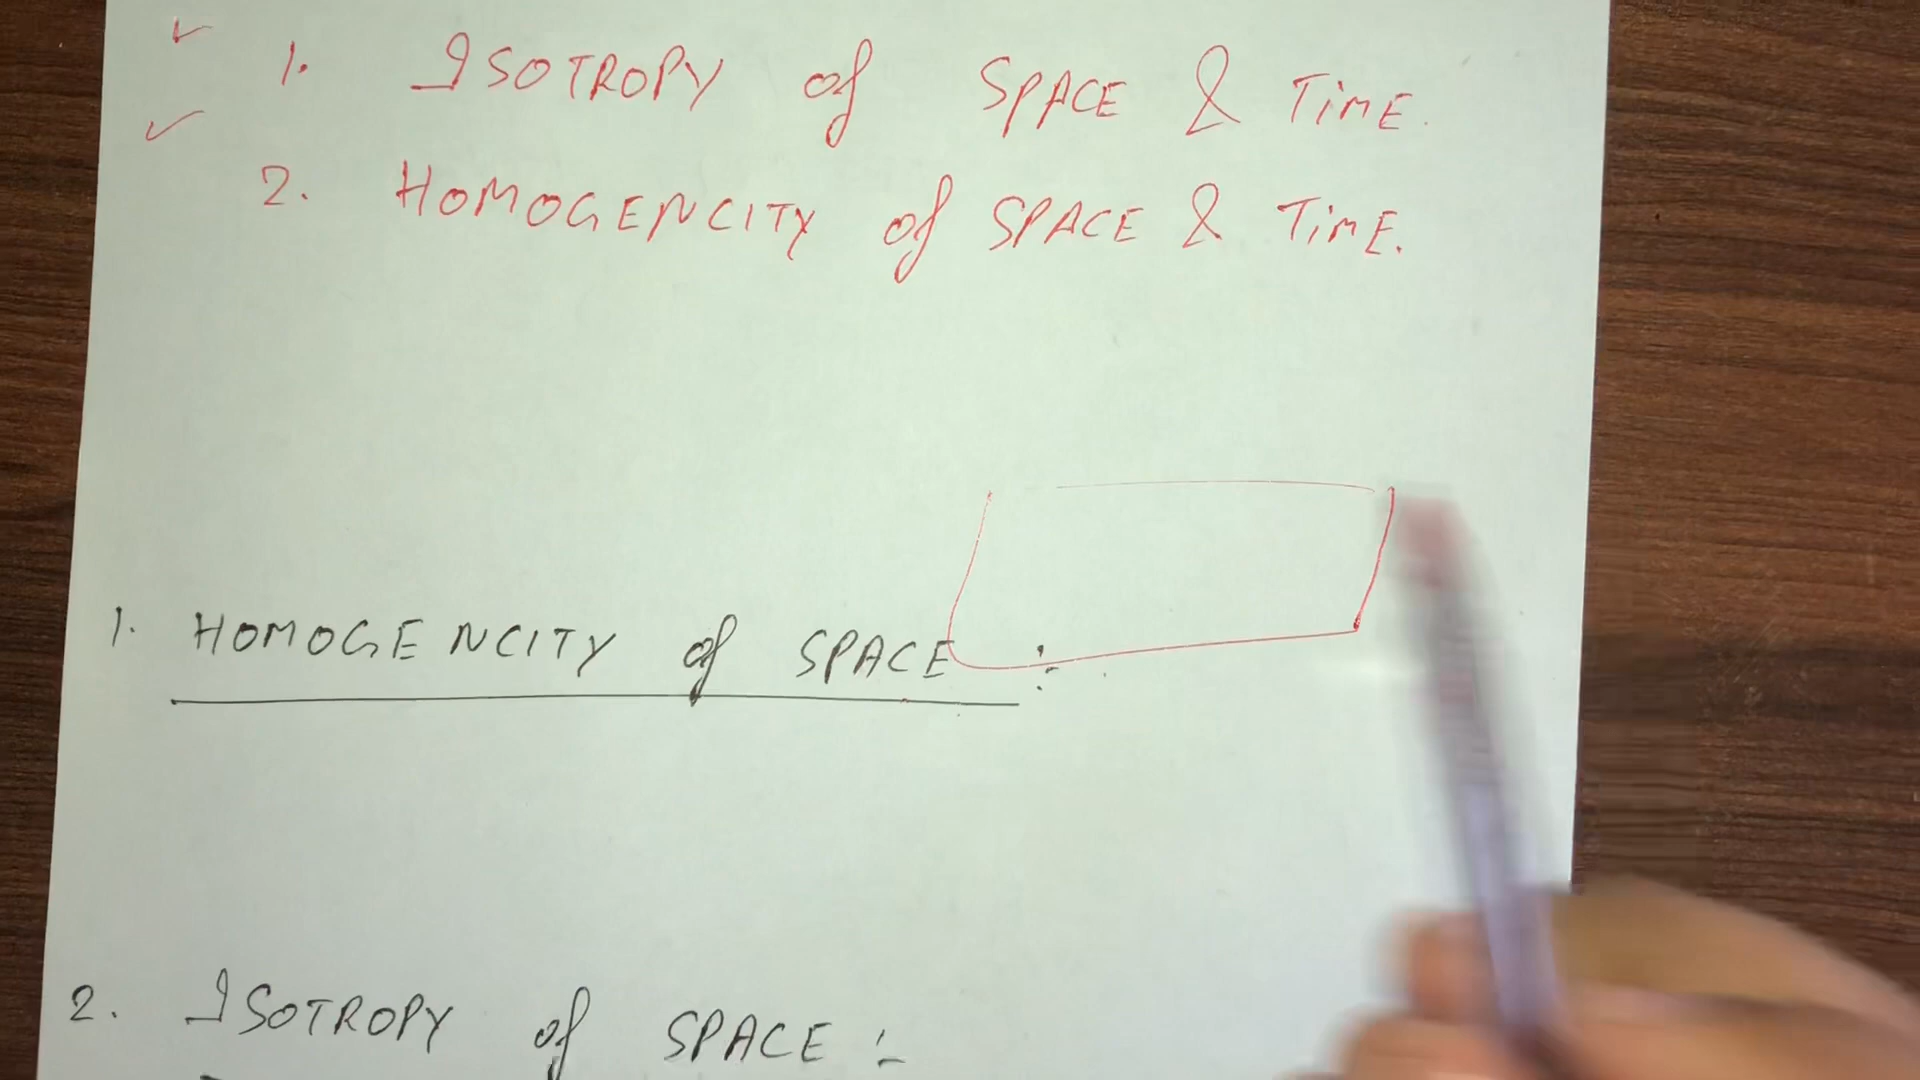 1. ISOTROPY of SPACE & TIME.
2. HOMOGENCITY of SPACE & TIME.
1. HOMOGENCITY of SPACE :-
2. ISOTROPY of SPACE :-